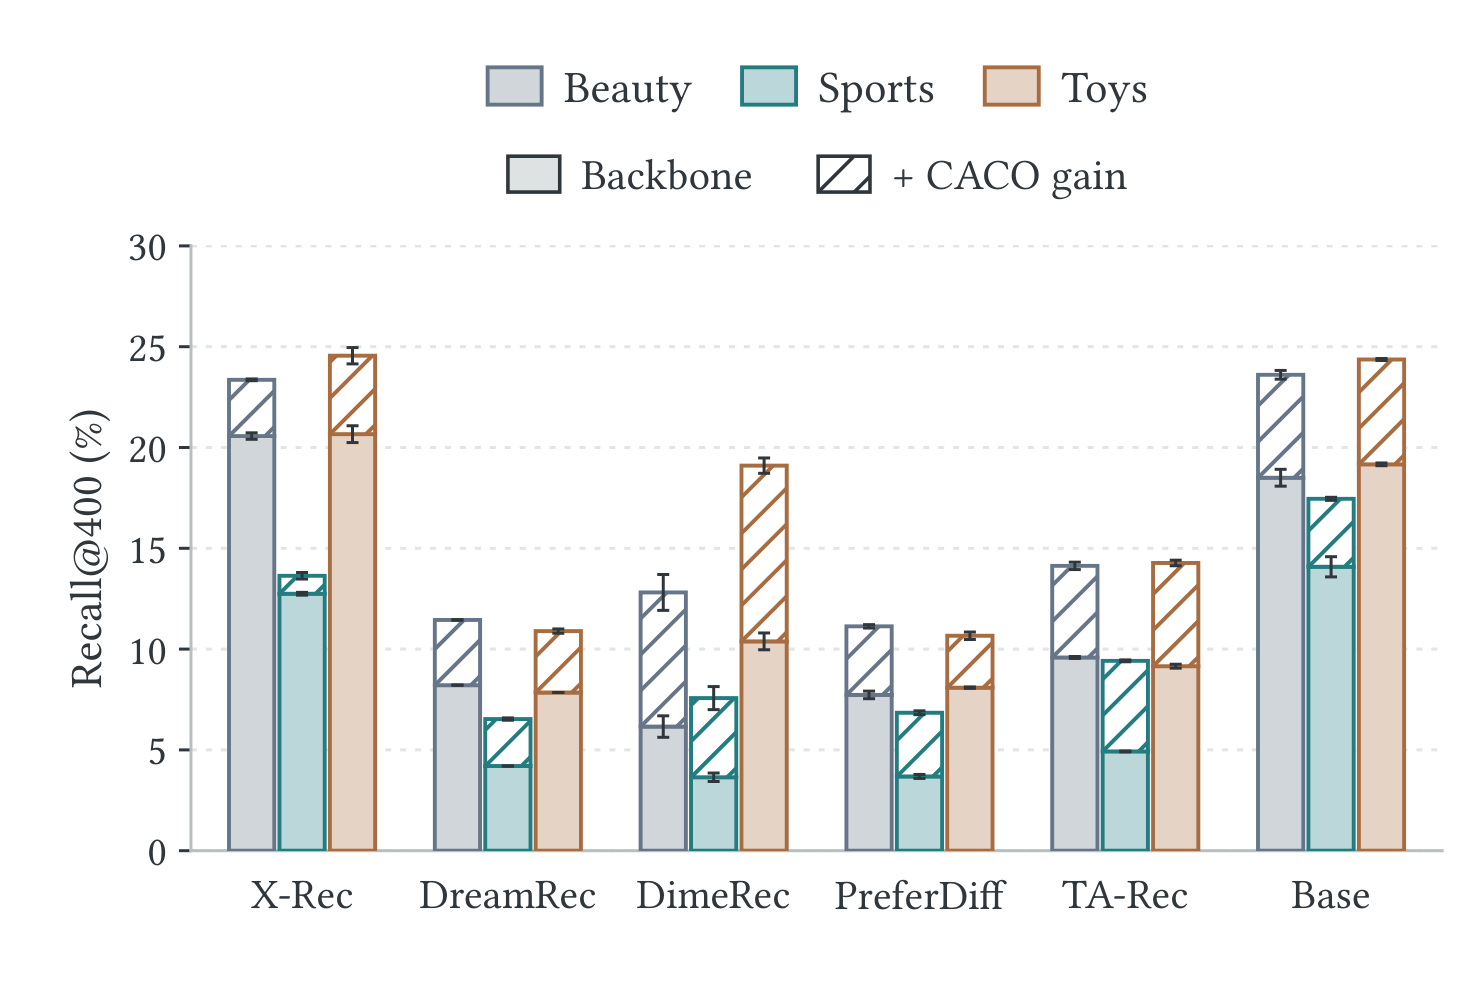 Beauty Sports Toys
Backbone + CACO gain
Recall@400 (%)
30
25
20
15
10
5
0
X-Rec DreamRec DimeRec PreferDiff TA-Rec Base